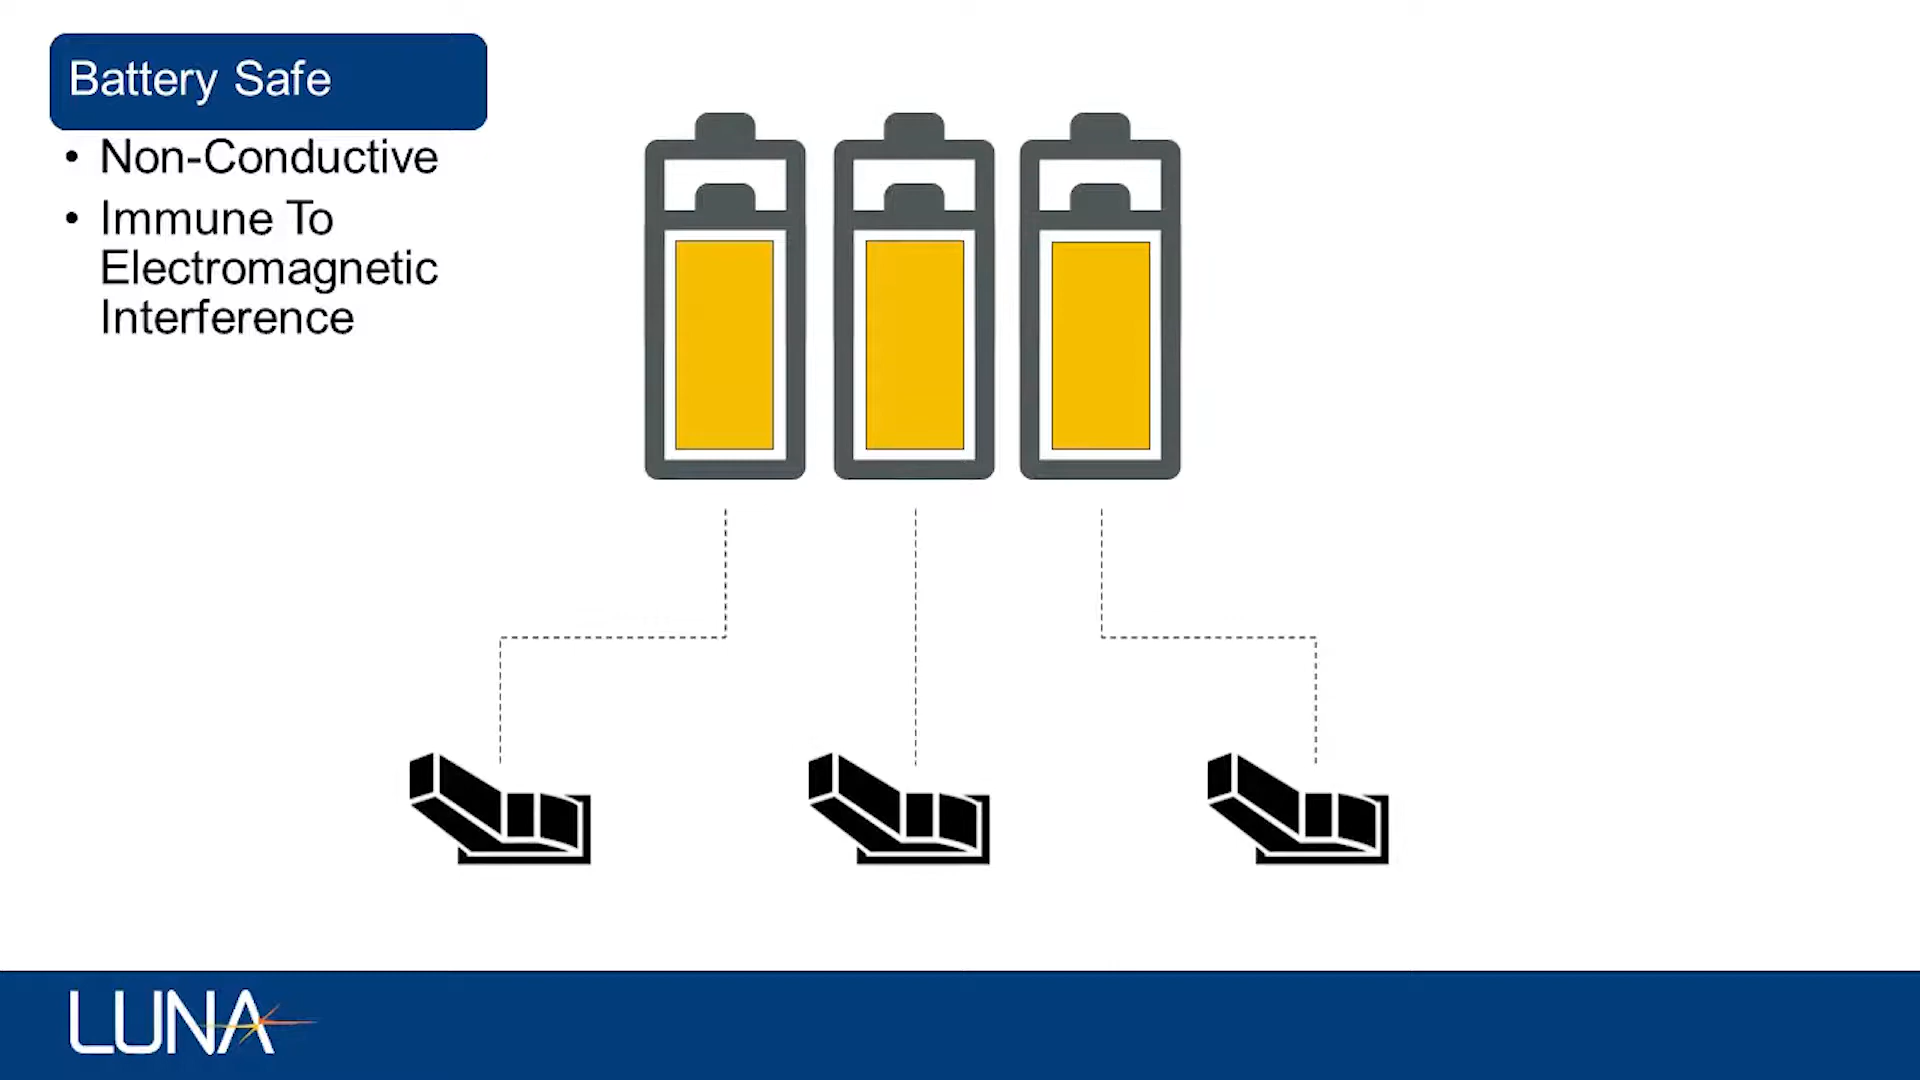 Battery Safe
• Non-Conductive
• Immune To
Electromagnetic
Interference
LUNA